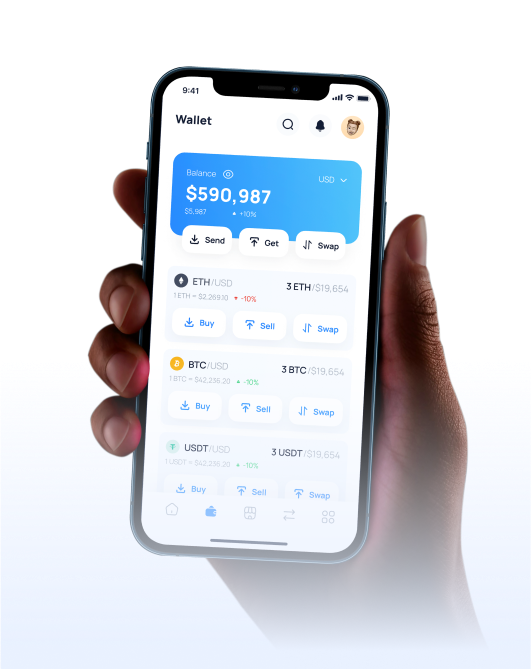 9:41
Wallet
Balance
USD
$590,987
$5,987 +10%
Send Get Swap
ETH/USD 3 ETH/$19,654
1 ETH = $2.269.10 -10%
Buy Sell Swap
BTC/USD 3 BTC/$19,654
1 BTC = $42,236.20 -10%
Buy Sell Swap
USDT/USD 3 USDT/$19,654
1 USDT = $42,236.20 -10%
Buy Sell Swap